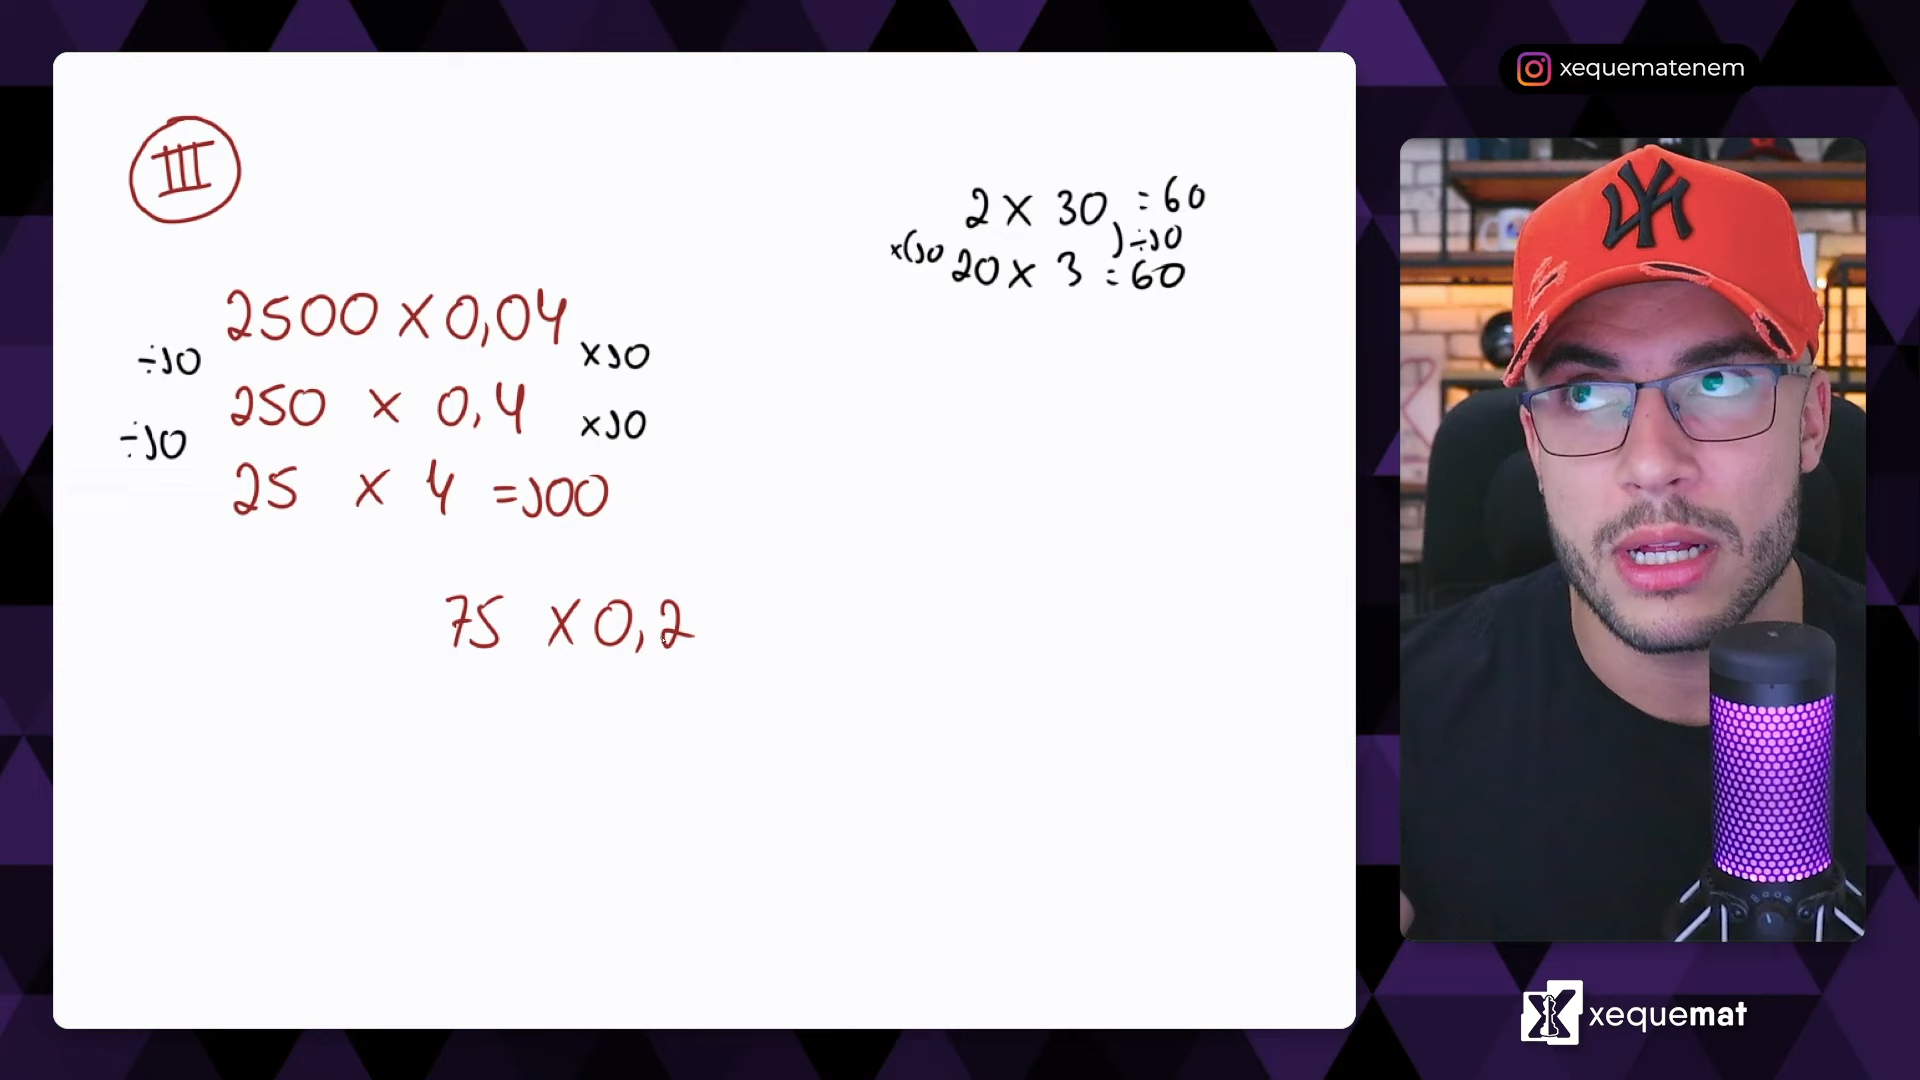 xequematenem
III
2 x 30 = 60
÷10
x10 20 x 3 = 60
2500 x 0,04
÷10 x10
250 x 0,4
÷10 x10
25 x 4 = 100
75 x 0,2
NY
xequemat